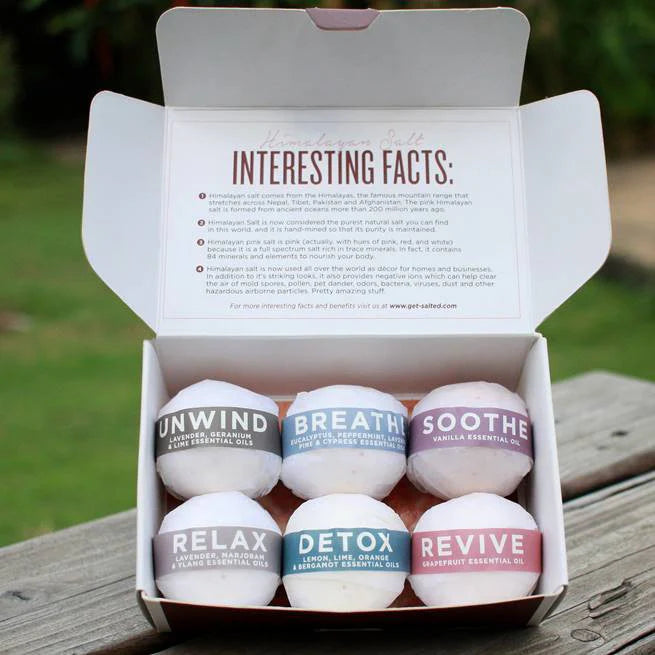 Himalayan Salt
INTERESTING FACTS:
1 Himalayan salt comes from the Himalayas, the famous mountain range that
stretches across Nepal, Tibet, Pakistan and Afghanistan. The pink Himalayan
salt is formed from ancient oceans more than 200 million years ago.
2 Himalayan Salt is now considered the purest natural salt you can find
in this world, and it is hand-mined so that its purity is maintained.
3 Himalayan pink salt is pink (actually, with hues of pink, red, and white)
because it is a full spectrum salt rich in trace minerals. In fact, it contains
84 minerals and elements to nourish your body.
4 Himalayan salt is now used all over the world as décor for homes and businesses.
In addition to it's striking looks, it also provides negative ions which can help clear
the air of mold spores, pollen, pet dander, odors, bacteria, viruses, dust and other
hazardous airborne particles. Pretty amazing stuff.
For more interesting facts and benefits visit us at www.get-salted.com
UNWIND
LAVENDER, GERANIUM
& LIME ESSENTIAL OILS
BREATHE
EUCALYPTUS, PEPPERMINT, LAVEN
PINE & CYPRESS ESSENTIAL OILS
SOOTHE
VANILLA ESSENTIAL OIL
RELAX
LAVENDER, MARJORAM
& YLANG ESSENTIAL OILS
DETOX
LEMON, LIME, ORANGE
& BERGAMOT ESSENTIAL OILS
REVIVE
GRAPEFRUIT ESSENTIAL OIL